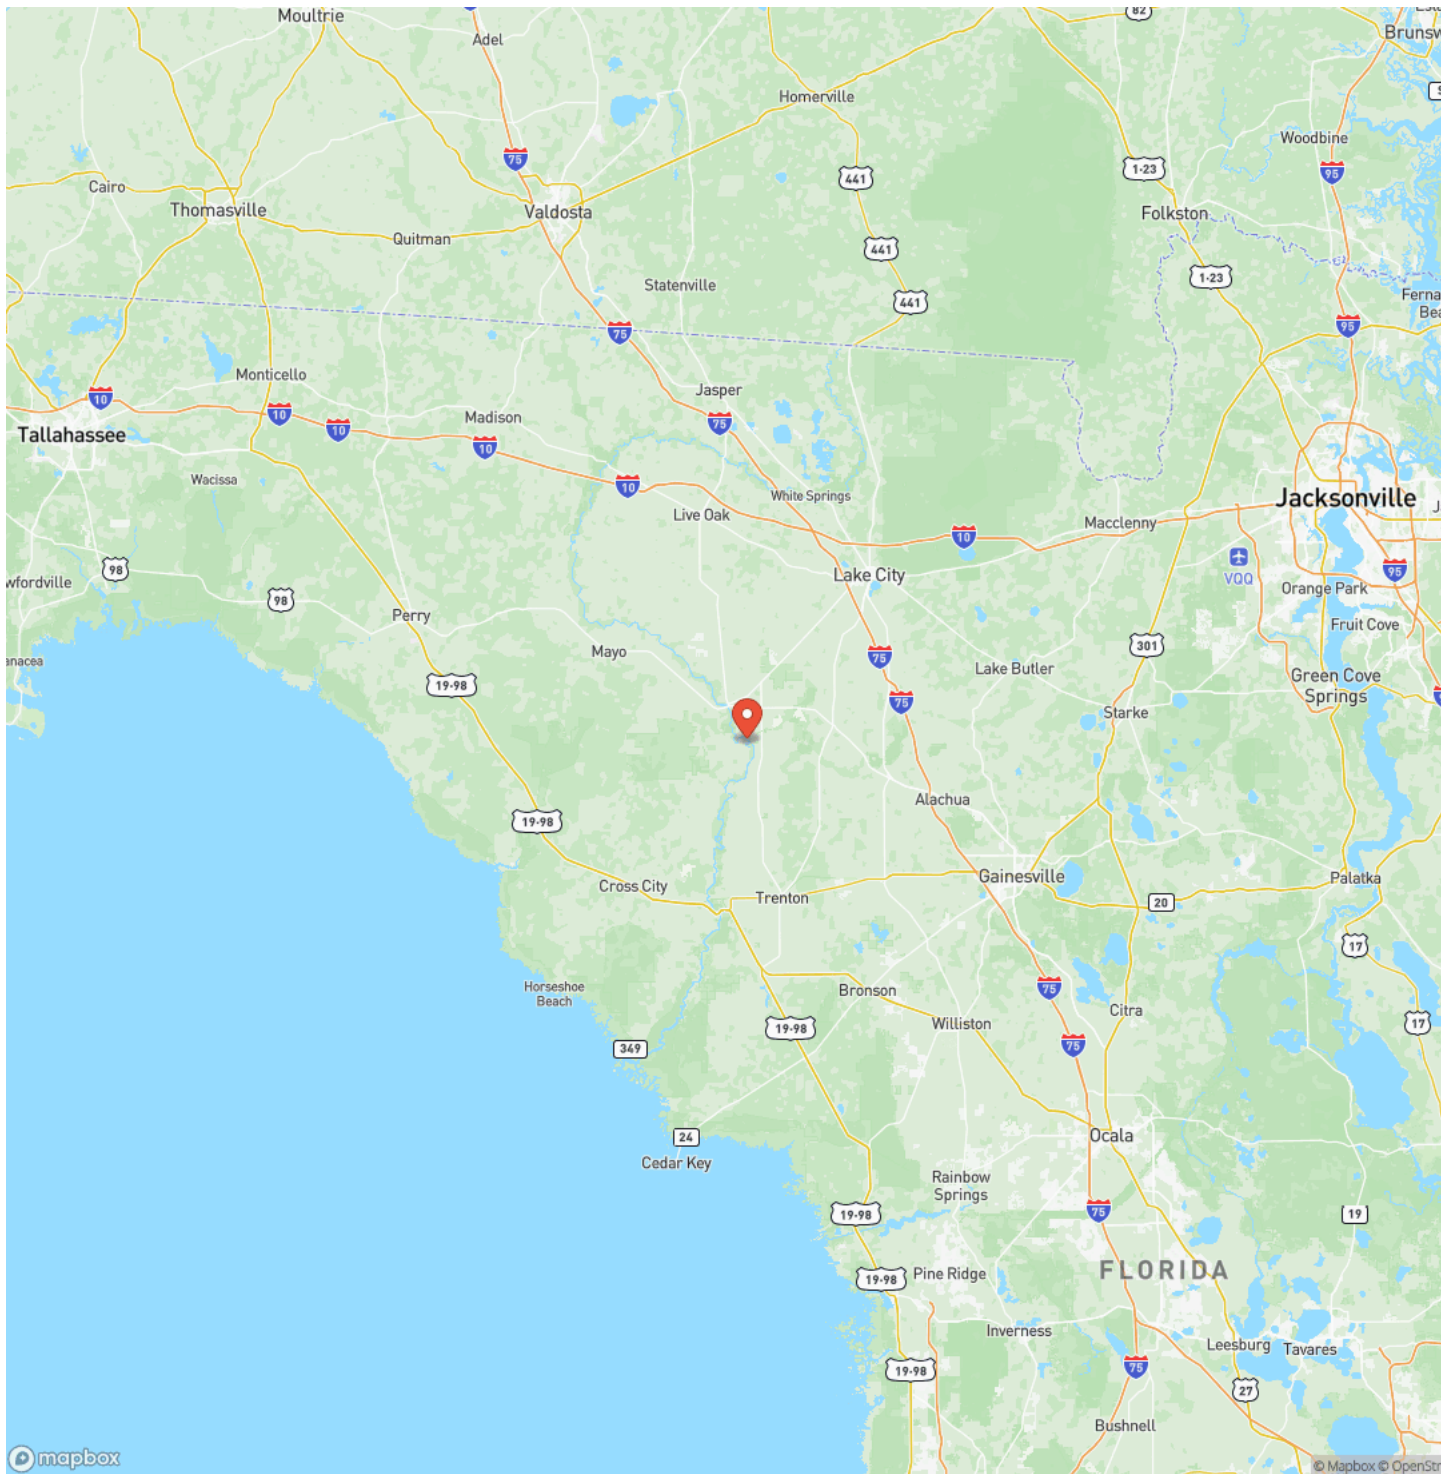 Moultrie
82
Brunsw
Adel
Homerville
Woodbine
75
1-23
95
441
Cairo
Thomasville
Valdosta
Folkston
Quitman
441
1-23
Statenville
441
Ferna
Bea
75
95
Monticello
Jasper
10
10
10
Madison
75
Tallahassee
10
Wacissa
10
White Springs
Jacksonville
Live Oak
Macclenny
10
98
wfordville
Lake City
VQQ
95
Orange Park
98
Perry
Fruit Cove
301
anacea
Mayo
75
Lake Butler
19-98
Green Cove
Springs
75
Starke
Alachua
19-98
Cross City
Trenton
Gainesville
Palatka
20
17
Horseshoe
Beach
Bronson
75
Citra
Williston
19-98
17
349
75
24
Cedar Key
Ocala
Rainbow
Springs
19-98
75
19
FLORIDA
19-98
Pine Ridge
Inverness
Leesburg
Tavares
75
19-98
27
Bushnell
mapbox
© Mapbox © OpenStr